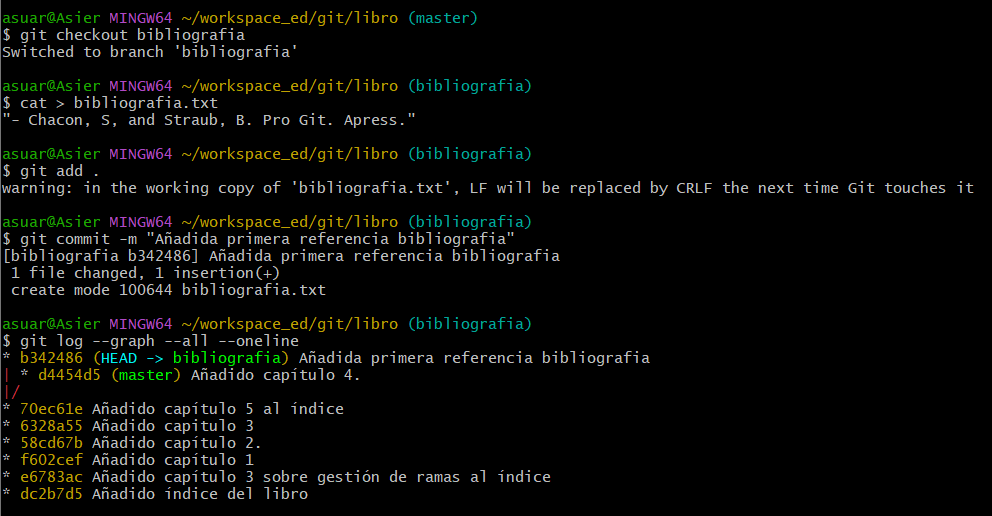 asuar@Asier MINGW64 ~/workspace_ed/git/libro (master)
$ git checkout bibliografia
Switched to branch 'bibliografia'

asuar@Asier MINGW64 ~/workspace_ed/git/libro (bibliografia)
$ cat > bibliografia.txt
"- Chacon, S, and Straub, B. Pro Git. Apress."

asuar@Asier MINGW64 ~/workspace_ed/git/libro (bibliografia)
$ git add .
warning: in the working copy of 'bibliografia.txt', LF will be replaced by CRLF the next time Git touches it

asuar@Asier MINGW64 ~/workspace_ed/git/libro (bibliografia)
$ git commit -m "Añadida primera referencia bibliografia"
[bibliografia b342486] Añadida primera referencia bibliografia
 1 file changed, 1 insertion(+)
 create mode 100644 bibliografia.txt

asuar@Asier MINGW64 ~/workspace_ed/git/libro (bibliografia)
$ git log --graph --all --oneline
* b342486 (HEAD -> bibliografia) Añadida primera referencia bibliografia
| * d4454d5 (master) Añadido capítulo 4.
|/
* 70ec61e Añadido capítulo 5 al índice
* 6328a55 Añadido capítulo 3
* 58cd67b Añadido capítulo 2.
* f602cef Añadido capítulo 1
* e6783ac Añadido capítulo 3 sobre gestión de ramas al índice
* dc2b7d5 Añadido índice del libro